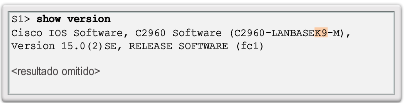 S1> show version
Cisco IOS Software, C2960 Software (C2960-LANBASEK9-M),
Version 15.0(2)SE, RELEASE SOFTWARE (fc1)
<resultado omitido>